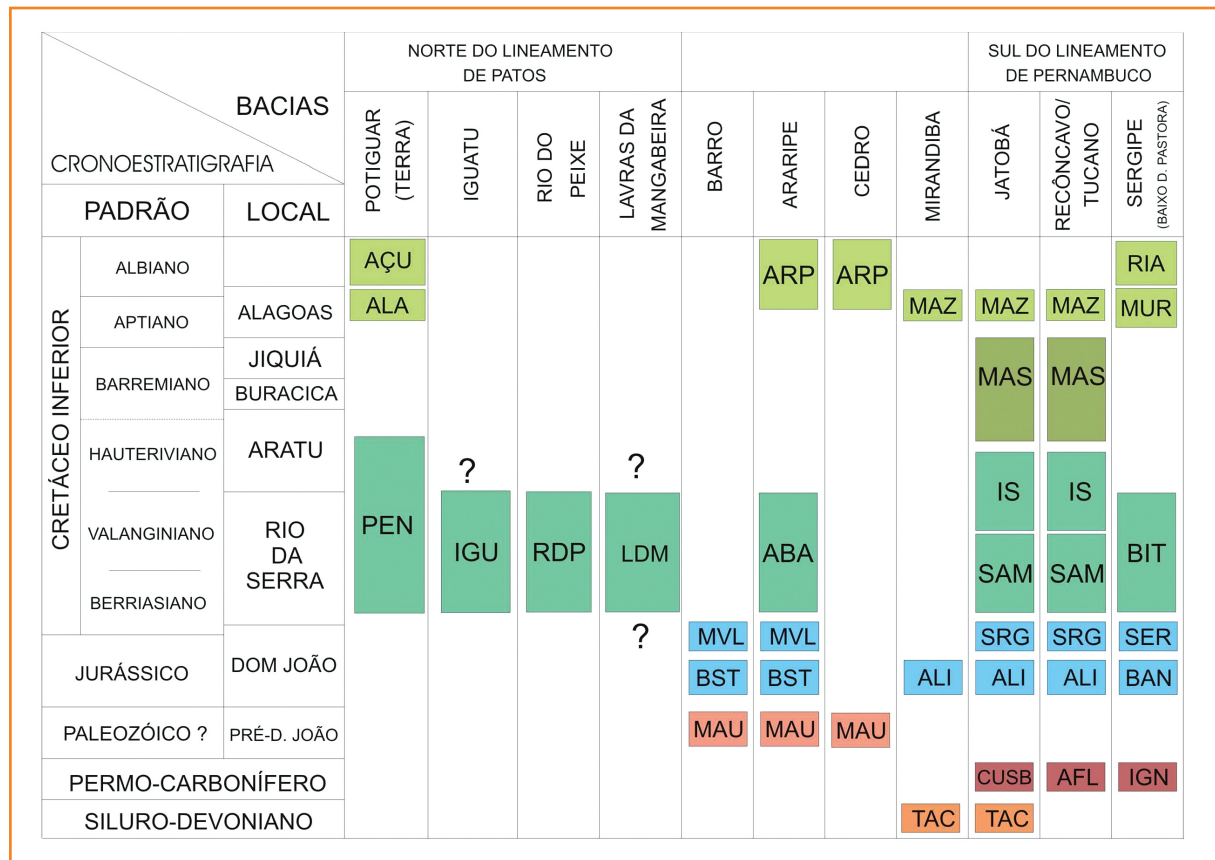 NORTE DO LINEAMENTO
DE PATOS
SUL DO LINEAMENTO
DE PERNAMBUCO
BACIAS
CRONOESTRATIGRAFIA
POTIGUAR
(TERRA)
IGUATU
RIO DO
PEIXE
LAVRAS DA
MANGABEIRA
BARRO
ARARIPE
CEDRO
MIRANDIBA
JATOBÁ
RECÔNCAVO/
TUCANO
SERGIPE
(BAIXO D. PASTORA)
PADRÃO LOCAL
CRETÁCEO INFERIOR
ALBIANO AÇU ARP ARP RIA
APTIANO ALAGOAS ALA MAZ MAZ MAZ MUR
BARREMIANO JIQUIÁ MAS MAS
BURACICA
HAUTERIVIANO ARATU ? ? IS IS
VALANGINIANO RIO
DA
SERRA
PEN IGU RDP LDM ABA SAM SAM BIT
BERRIASIANO
? MVL MVL SRG SRG SER
JURÁSSICO DOM JOÃO BST BST ALI ALI ALI BAN
PALEOZÓICO ? PRÉ-D. JOÃO MAU MAU MAU
PERMO-CARBONÍFERO CUSB AFL IGN
SILURO-DEVONIANO TAC TAC